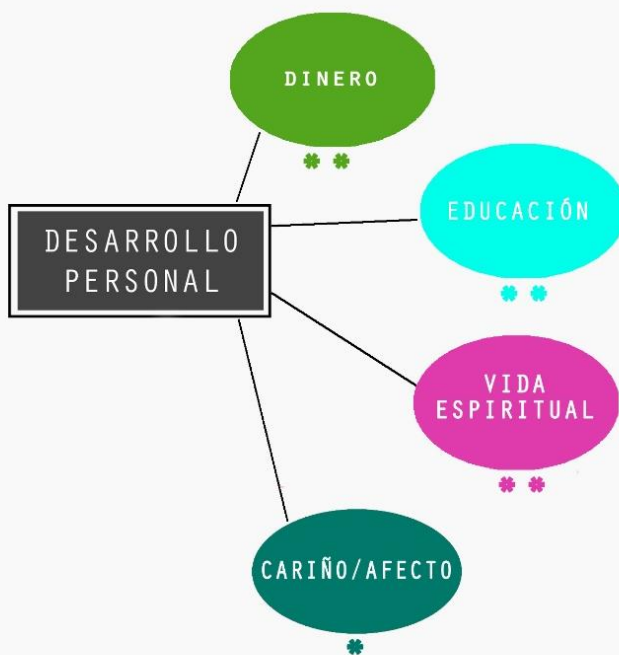 DINERO
EDUCACIÓN
DESARROLLO
PERSONAL
VIDA
ESPIRITUAL
CARIÑO/AFECTO